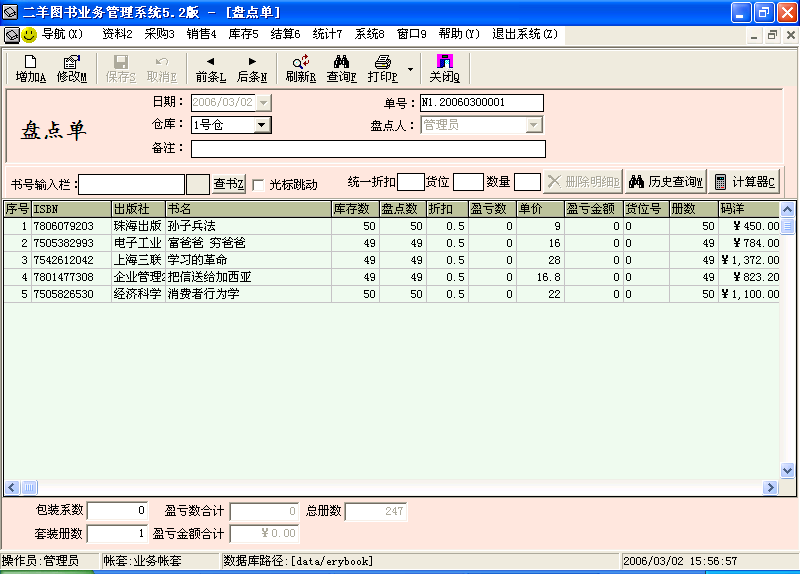 二羊图书业务管理系统5.2版 - [盘点单]
导航(X) 资料2 采购3 销售4 库存5 结算6 统计7 系统8 窗口9 帮助(Y) 退出系统(Z)
增加A 修改M 保存S 取消E 前条L 后条N 刷新R 查询F 打印P 关闭Q
盘点单
日期： 2006/03/02 单号： N1.20060300001
仓库： 1号仓 盘点人： 管理员
备注：
书号输入栏： 查书Z 光标跳动 统一折扣 货位 数量 删除明细B 历史查询W 计算器C
序号 ISBN 出版社 书名 库存数 盘点数 折扣 盈亏数 单价 盈亏金额 货位号 册数 码洋
1 7806079203 珠海出版 孙子兵法 50 50 0.5 0 9 0 0 50 ￥450.00
2 7505382993 电子工业 富爸爸 穷爸爸 49 49 0.5 0 16 0 0 49 ￥784.00
3 7542612042 上海三联 学习的革命 49 49 0.5 0 28 0 0 49 ￥1,372.00
4 7801477308 企业管理 把信送给加西亚 49 49 0.5 0 16.8 0 0 49 ￥823.20
5 7505826530 经济科学 消费者行为学 50 50 0.5 0 22 0 0 50 ￥1,100.00
包装系数 0 盈亏数合计 0 总册数 247
套装册数 1 盈亏金额合计 ￥0.00
操作员:管理员 帐套:业务帐套 数据库路径:[data/erybook] 2006/03/02 15:56:57